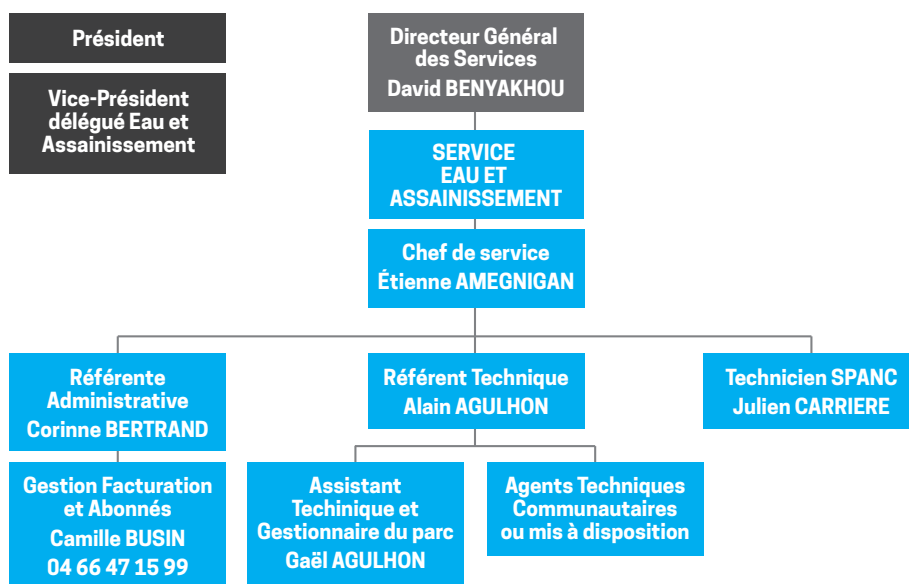 Président
Vice-Président
délégué Eau et
Assainissement
Directeur Général
des Services
David BENYAKHOU
SERVICE
EAU ET
ASSAINISSEMENT
Chef de service
Étienne AMEGNIGAN
Référente
Administrative
Corinne BERTRAND
Référent Technique
Alain AGULHON
Technicien SPANC
Julien CARRIERE
Gestion Facturation
et Abonnés
Camille BUSIN
04 66 47 15 99
Assistant
Techinique et
Gestionnaire du parc
Gaël AGULHON
Agents Techniques
Communautaires
ou mis à disposition